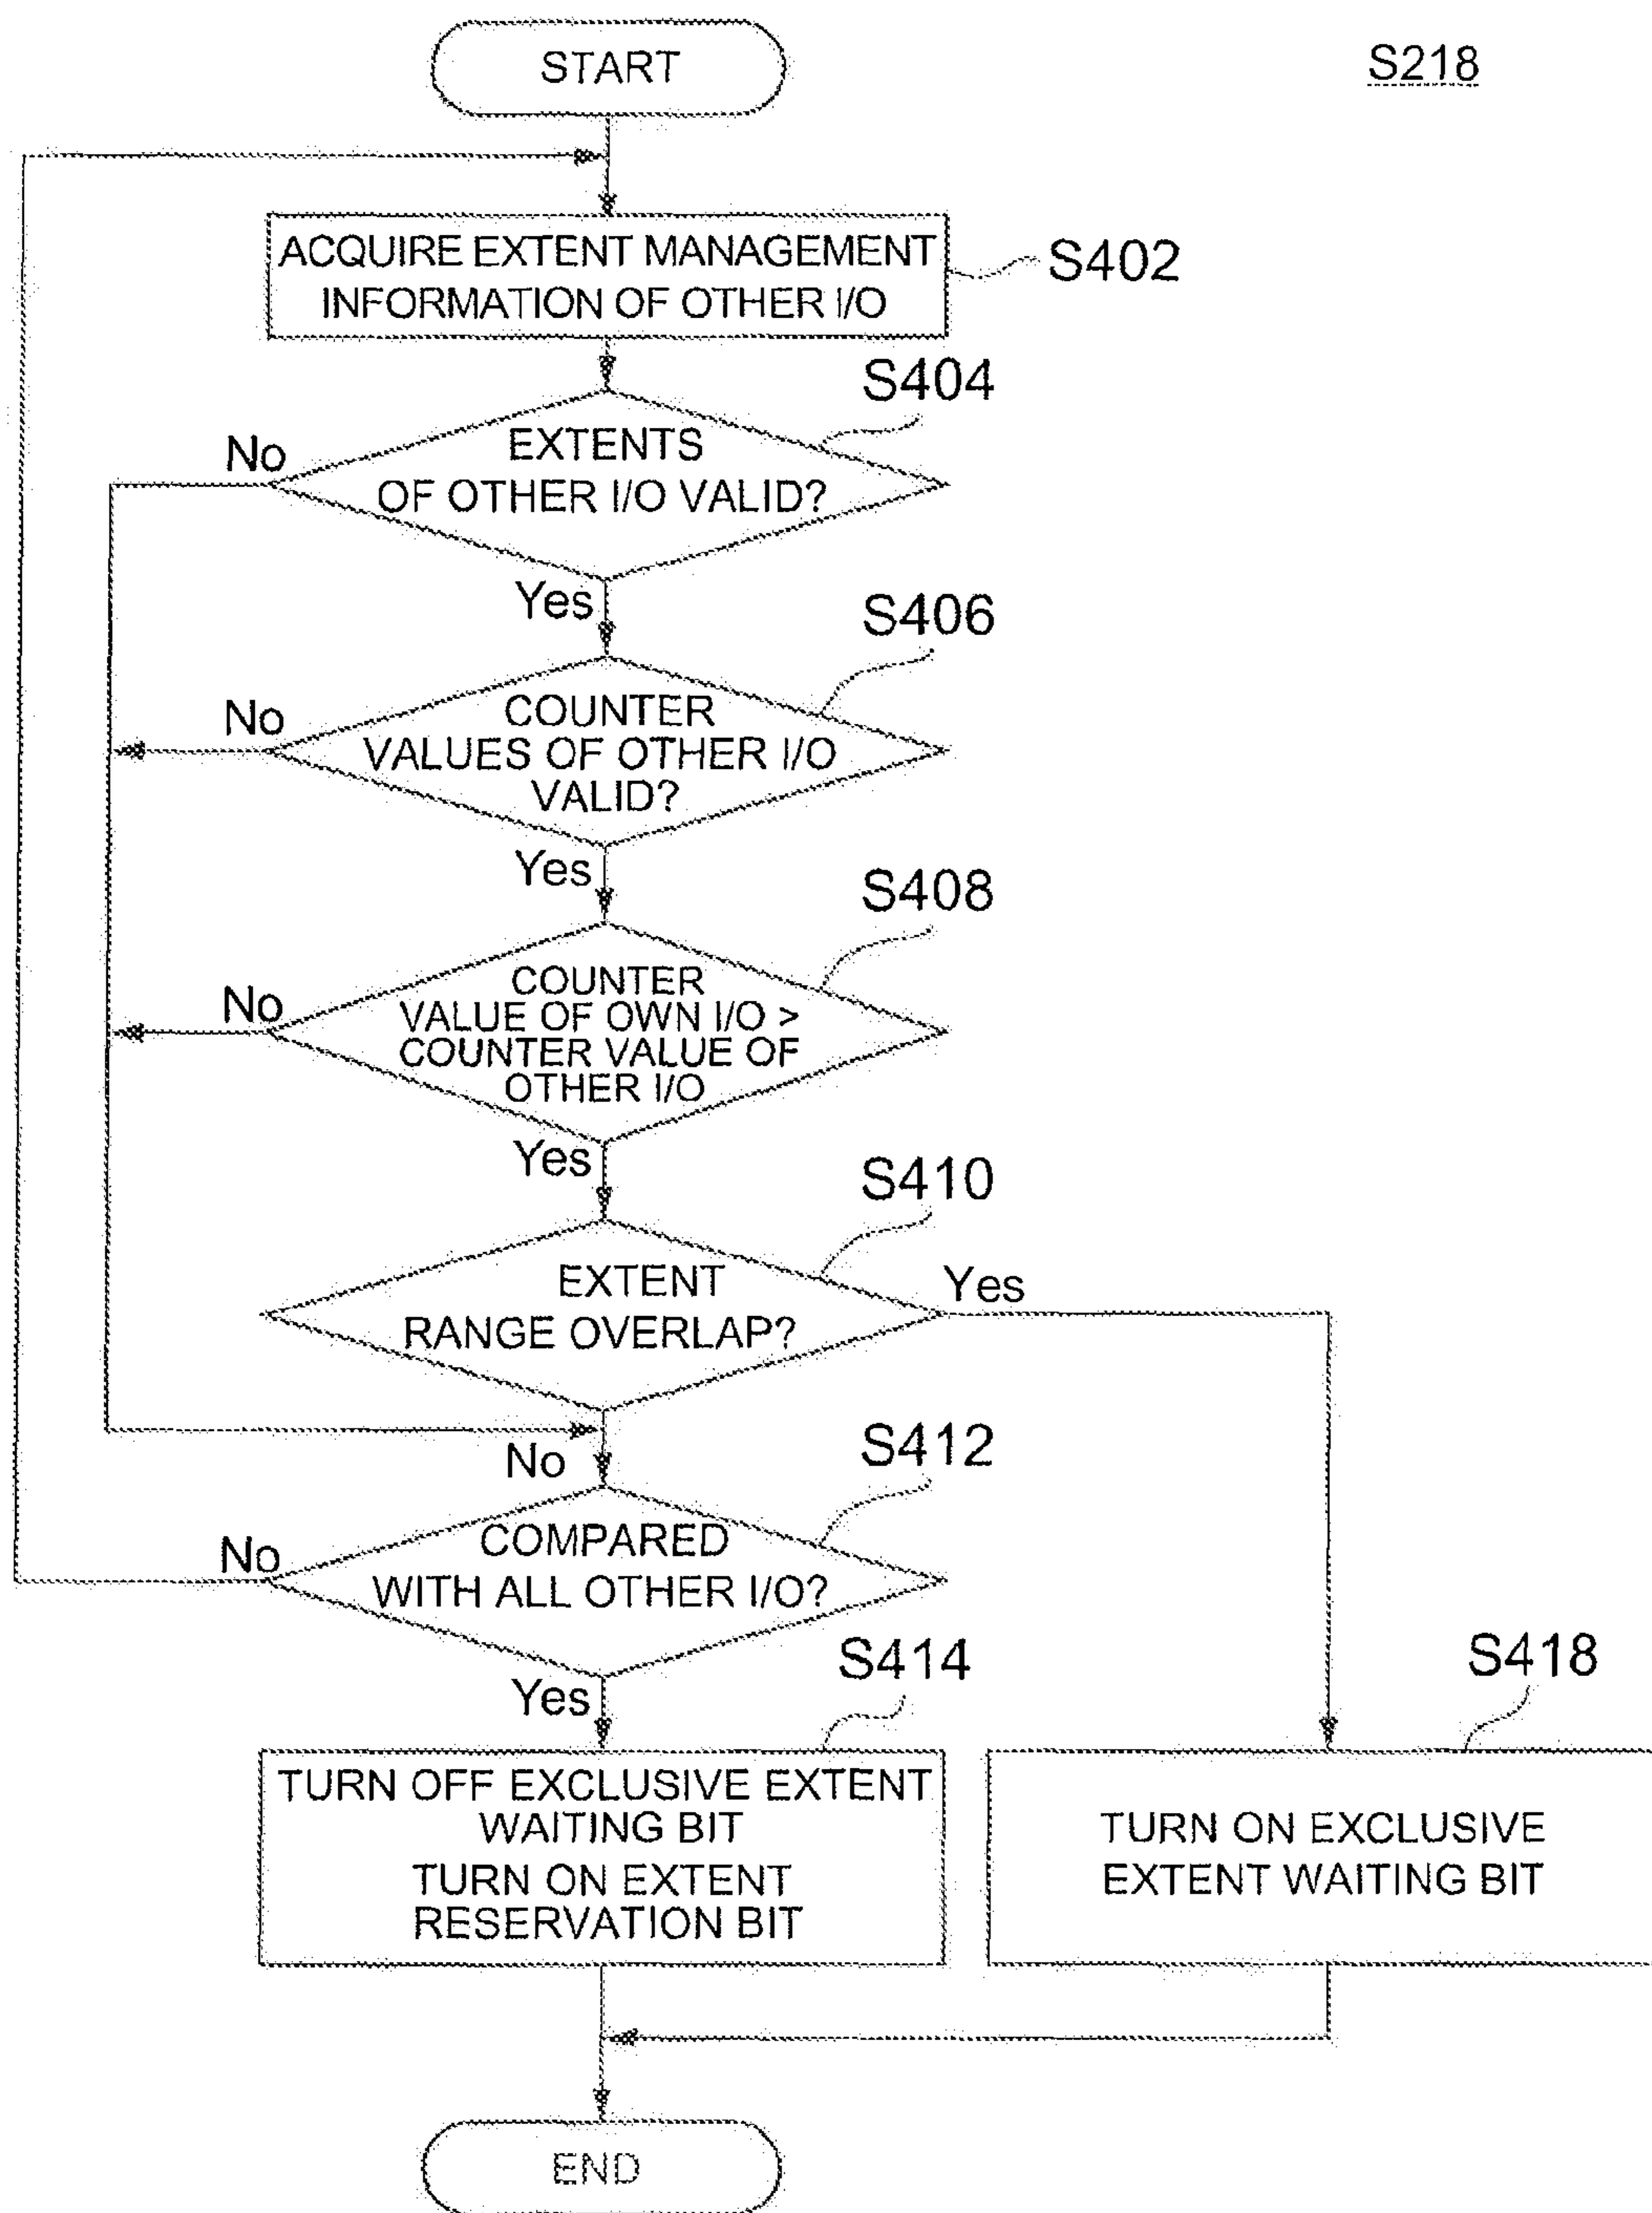 START
S218
ACQUIRE EXTENT MANAGEMENT
INFORMATION OF OTHER I/O
S402
S404
No
EXTENTS
OF OTHER I/O VALID?
Yes
S406
No
COUNTER
VALUES OF OTHER I/O
VALID?
Yes
S408
No
COUNTER
VALUE OF OWN I/O >
COUNTER VALUE OF
OTHER I/O
Yes
S410
EXTENT
RANGE OVERLAP?
Yes
No
S412
No
COMPARED
WITH ALL OTHER I/O?
Yes
S414
S418
TURN OFF EXCLUSIVE EXTENT
WAITING BIT
TURN ON EXTENT
RESERVATION BIT
TURN ON EXCLUSIVE
EXTENT WAITING BIT
END